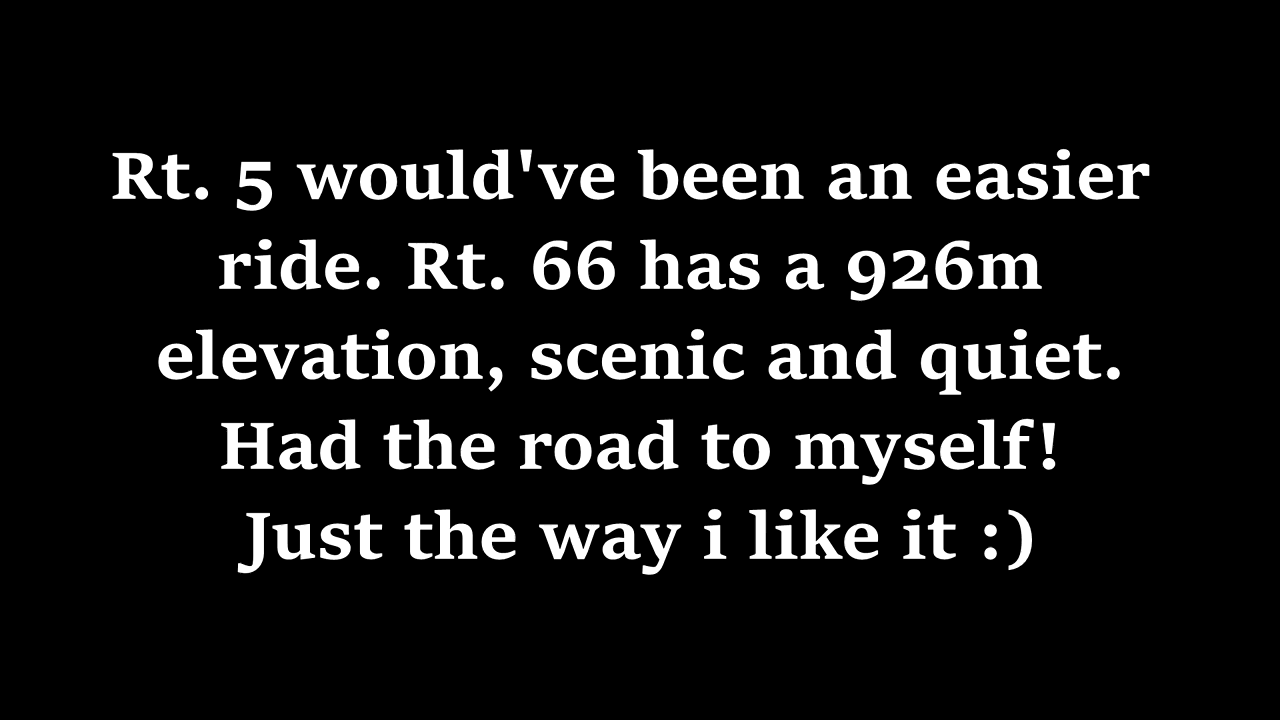 Rt. 5 would've been an easier
ride. Rt. 66 has a 926m
elevation, scenic and quiet.
Had the road to myself!
Just the way i like it :)